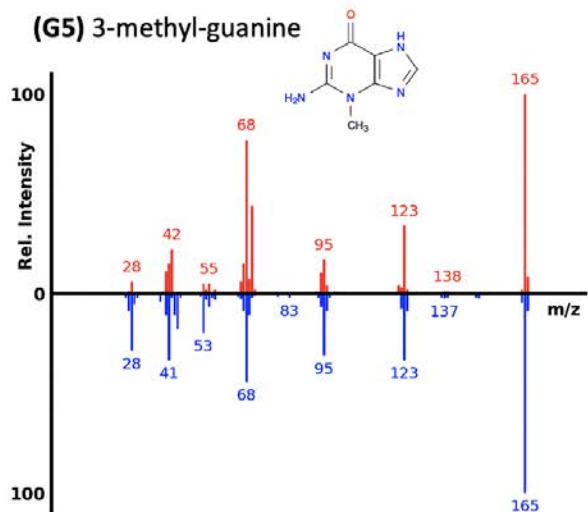 (G5) 3-methyl-guanine
O
H
N
N
H₂N
N
N
CH₃
100
165
68
Rel. Intensity
123
42
95
28
55
138
0
m/z
83
137
53
28
41
95
123
68
100
165